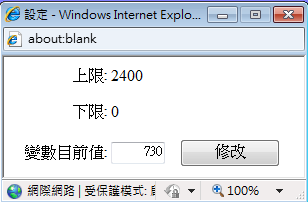 設定 - Windows Internet Explo...
about:blank
上限: 2400
下限: 0
變數目前值: 730 修改
網際網路 | 受保護模式: 100%